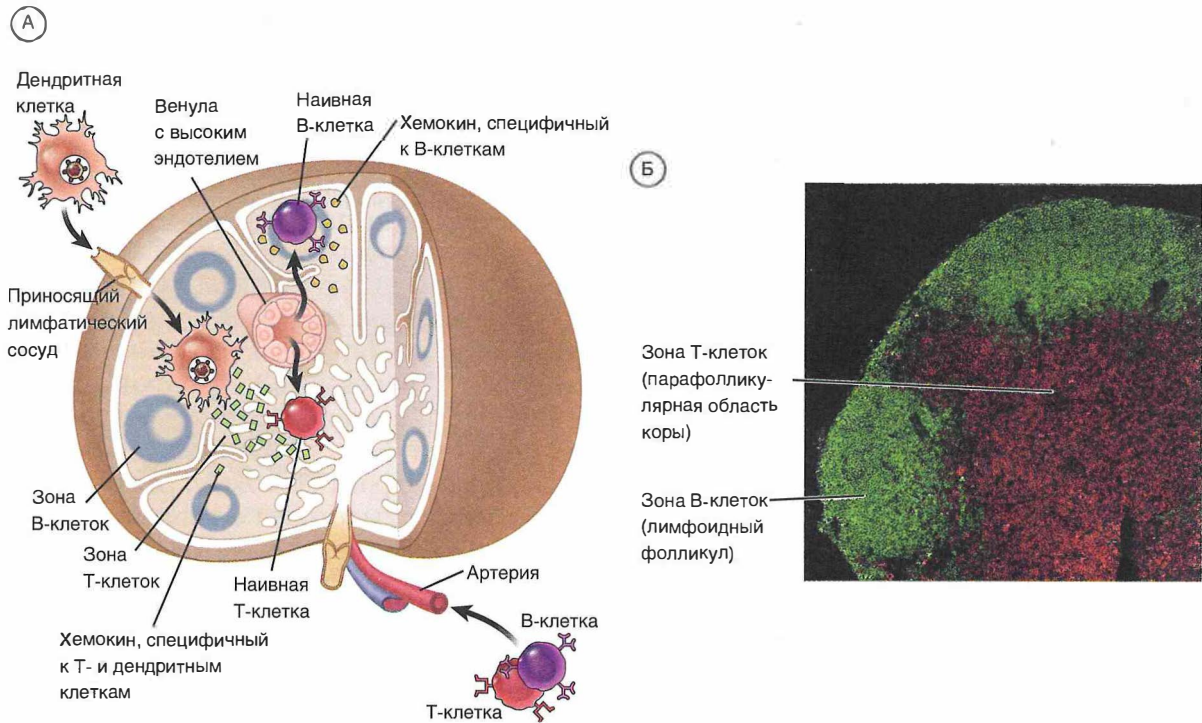 А
Дендритная
клетка
Венула
с высоким
эндотелием
Наивная
В-клетка
Хемокин, специфичный
к В-клеткам
Приносящий
лимфатический
сосуд
Зона
В-клеток
Зона
Т-клеток
Наивная
Т-клетка
Артерия
В-клетка
Т-клетка
Хемокин, специфичный
к Т- и дендритным
клеткам
Б
Зона Т-клеток
(парафоллику-
лярная область
коры)
Зона В-клеток
(лимфоидный
фолликул)